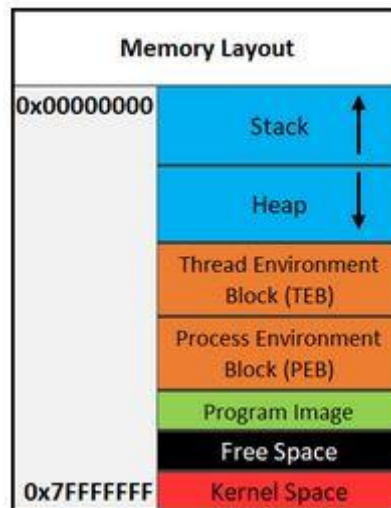 Memory Layout
0x00000000
Stack
Heap
Thread Environment
Block (TEB)
Process Environment
Block (PEB)
Program Image
Free Space
0x7FFFFFFF
Kernel Space